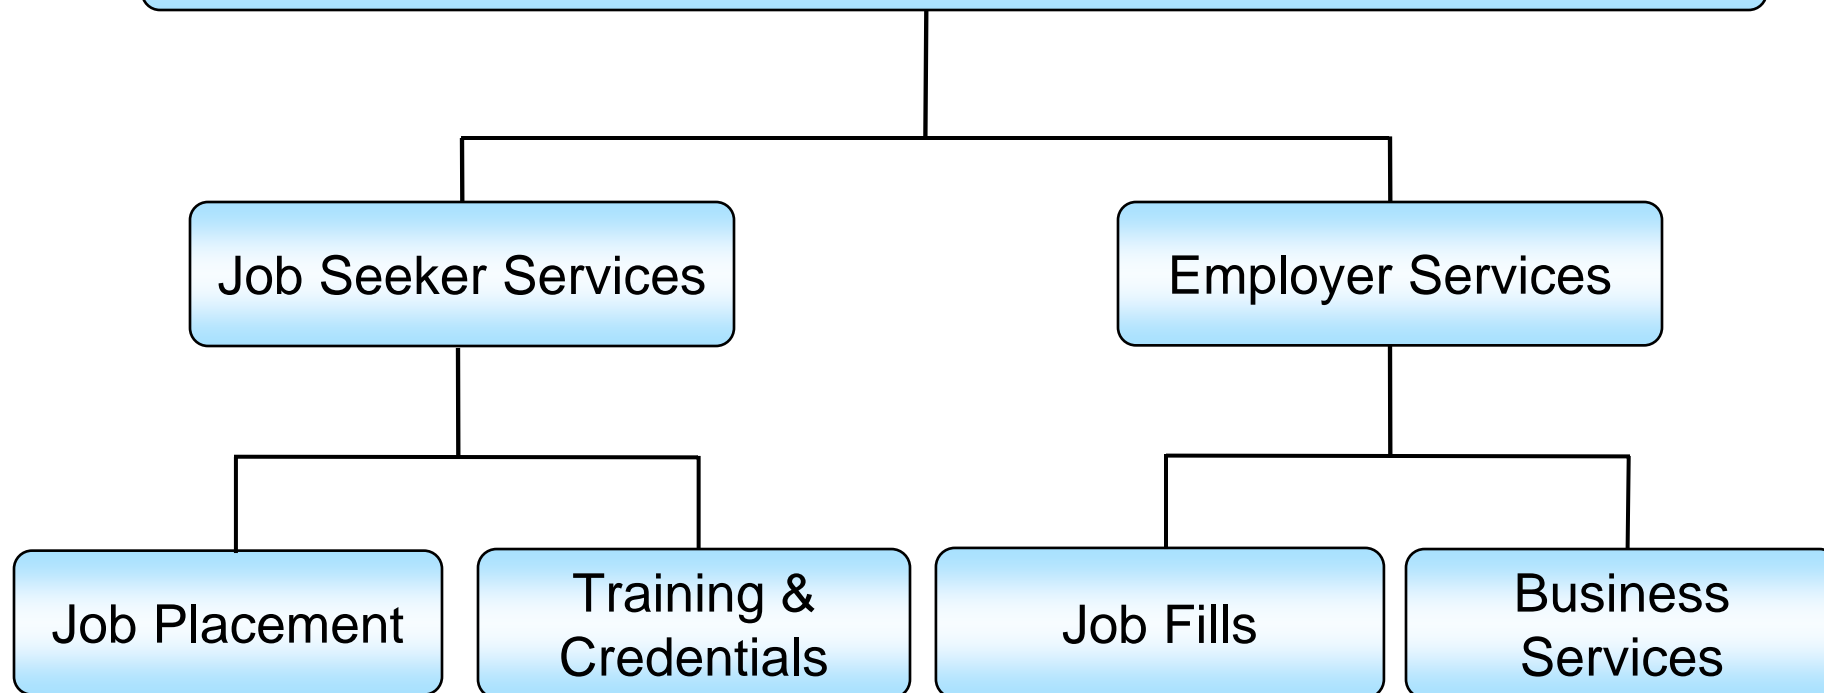 Job Seeker Services
Employer Services
Job Placement
Training &
Credentials
Job Fills
Business
Services